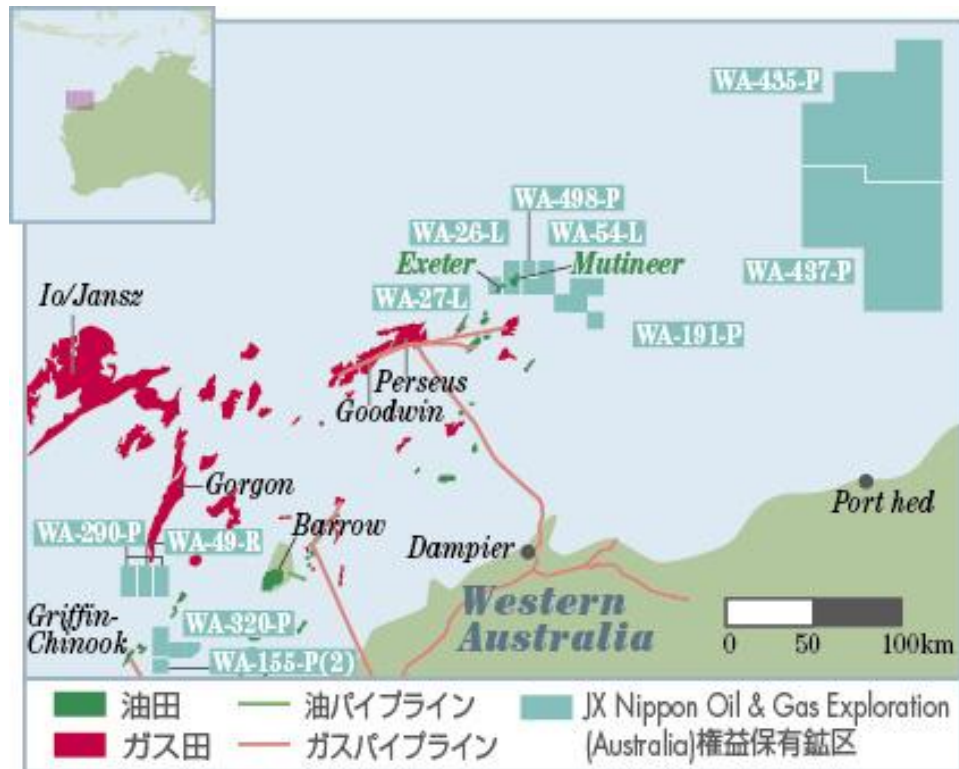 WA-435-P
WA-498-P
WA-26-L
WA-54-L
Exeter
Mutineer
WA-437-P
WA-27-L
Io/Jansz
WA-191-P
Perseus
Goodwin
Gorgon
Port hed
Barrow
WA-290-P
WA-49-R
Dampier
Western
Australia
Griffin-
Chinook
WA-320-P
0 50 100km
WA-155-P(2)
油田
油パイプライン
JX Nippon Oil & Gas Exploration
ガス田
ガスパイプライン
(Australia)権益保有鉱区